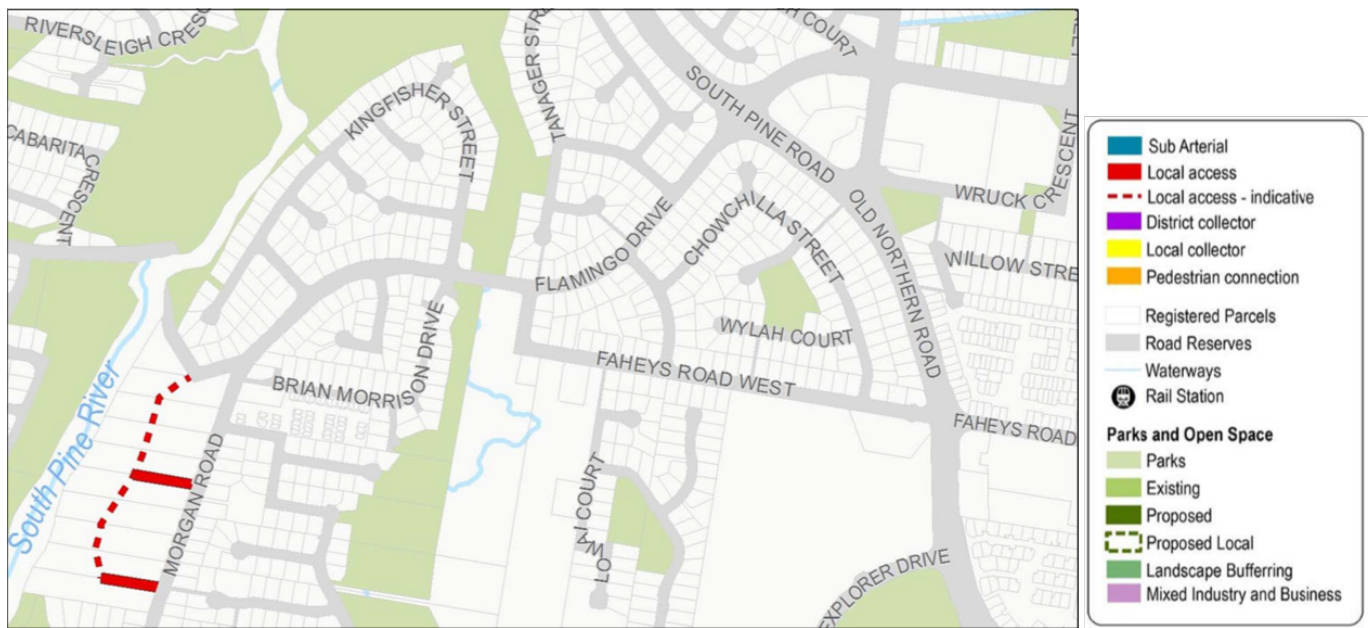 RIVERSLEIGH CRESC
CABARITA
CRESCENT
KINGFISHER STREET
TANAGER STRE
H COURT
SOUTH PINE ROAD
WRUCK CRESCENT
OLD NORTHERN ROAD
CHOWCHILLA STREET
FLAMINGO DRIVE
WILLOW STRE
WYLAH COURT
FAHEYS ROAD WEST
FAHEYS ROAD
BRIAN MORRISON DRIVE
South Pine River
MORGAN ROAD
EXPLORER DRIVE
Sub Arterial
Local access
Local access - indicative
District collector
Local collector
Pedestrian connection
Registered Parcels
Road Reserves
Waterways
Rail Station
Parks and Open Space
Parks
Existing
Proposed
Proposed Local
Landscape Bufferring
Mixed Industry and Business